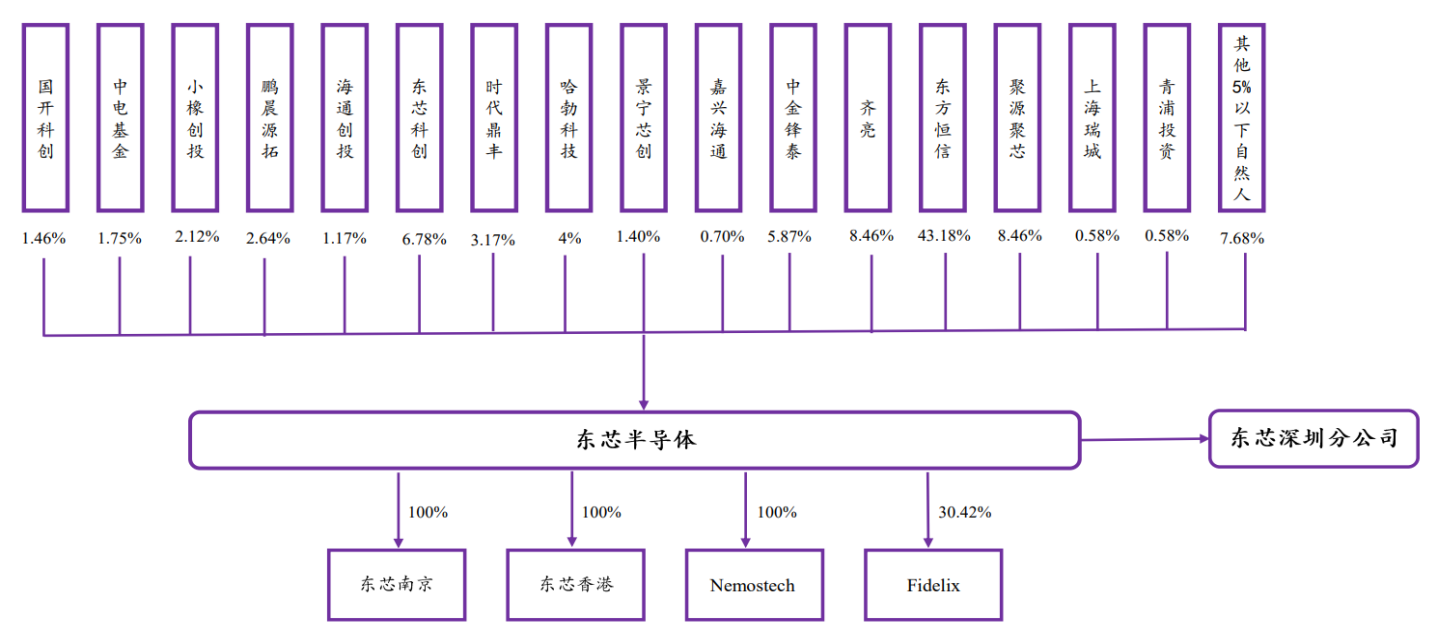 国开科创
中电基金
小橡创投
鹏晨源拓
海通创投
东芯科创
时代鼎丰
哈勃科技
景宁芯创
嘉兴海通
中金锋泰
齐亮
东方恒信
聚源聚芯
上海瑞城
青浦投资
其他5%以下自然人
1.46%
1.75%
2.12%
2.64%
1.17%
6.78%
3.17%
4%
1.40%
0.70%
5.87%
8.46%
43.18%
8.46%
0.58%
0.58%
7.68%
东芯半导体
东芯深圳分公司
100%
100%
100%
30.42%
东芯南京
东芯香港
Nemostech
Fidelix